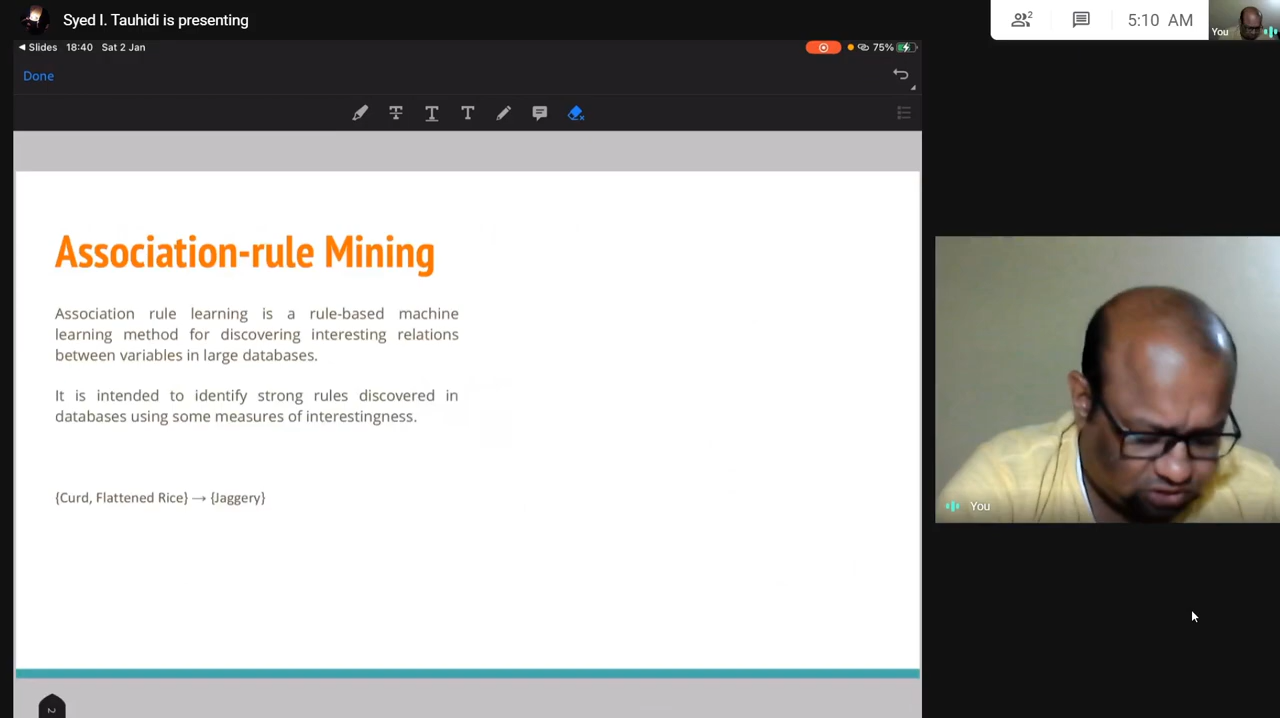 Syed I. Tauhidi is presenting
2
5:10 AM
You
Slides 18:40 Sat 2 Jan
75%
Done
Association-rule Mining
Association rule learning is a rule-based machine
learning method for discovering interesting relations
between variables in large databases.
It is intended to identify strong rules discovered in
databases using some measures of interestingness.
{Curd, Flattened Rice} → {Jaggery}
You
2